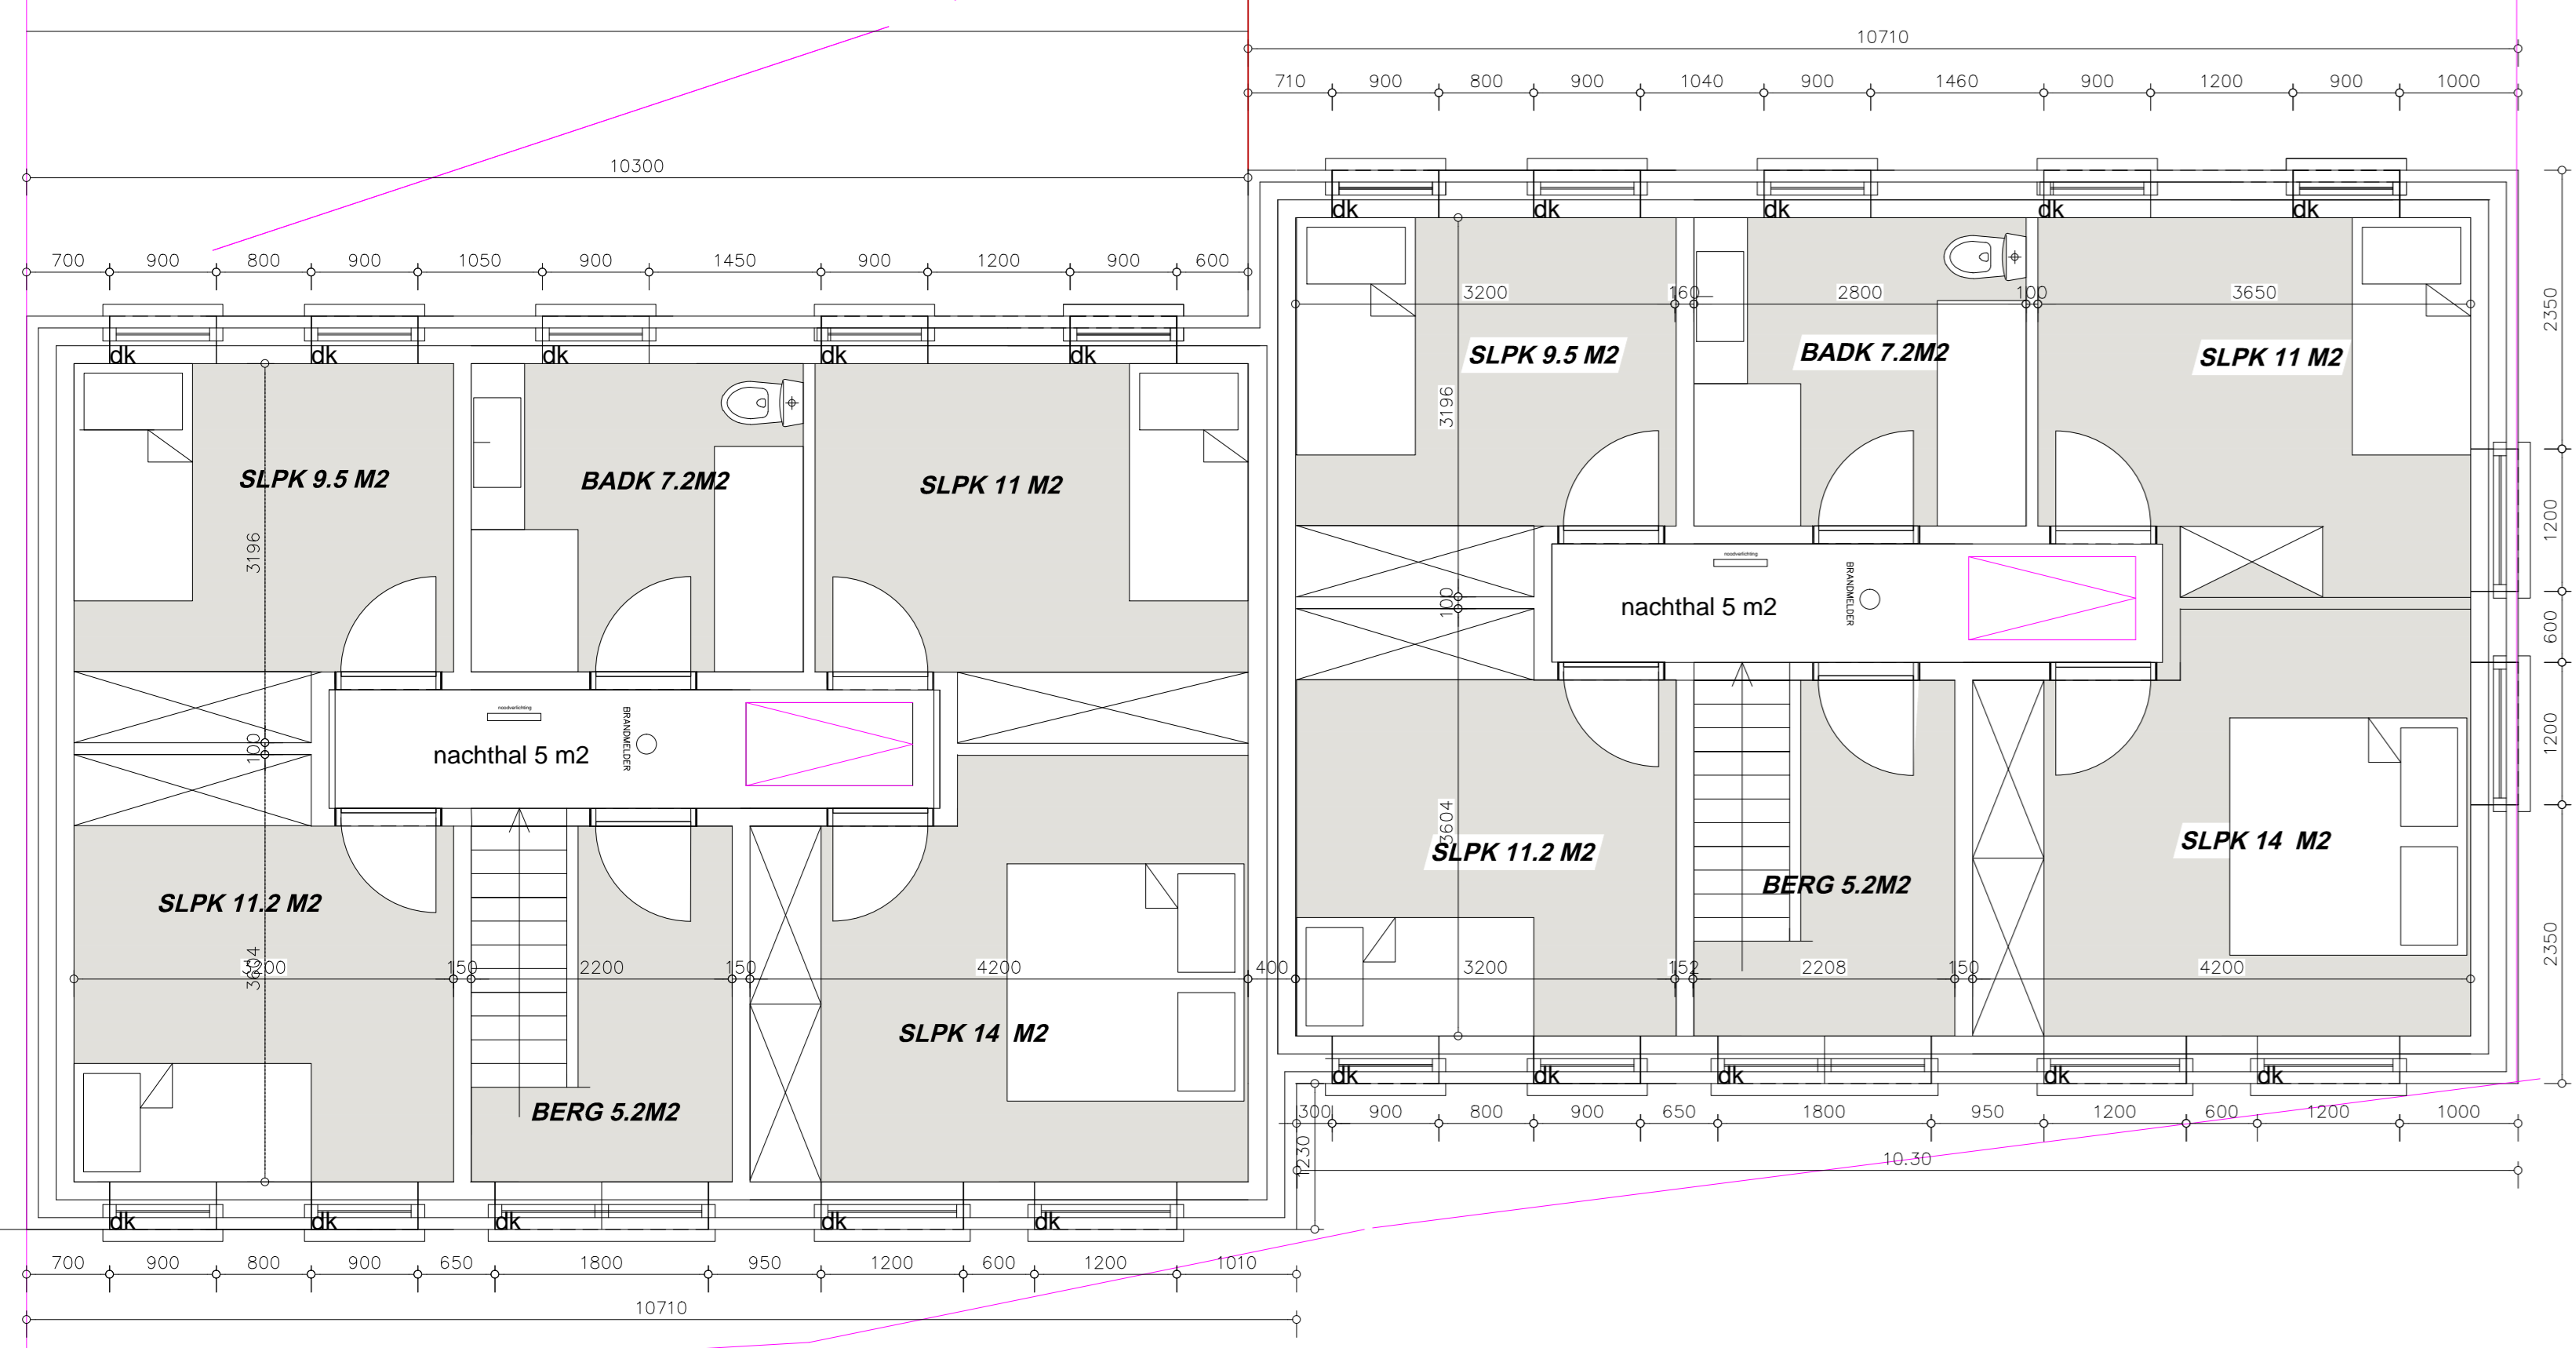 10710
710 900 800 900 1040 900 1460 900 1200 900 1000
10300
700 900 800 900 1050 900 1450 900 1200 900 600
dk dk dk dk dk
dk dk dk dk dk
3200 160 2800 100 3650
2350
SLPK 9.5 M2
BADK 7.2M2
SLPK 11 M2
3196
SLPK 9.5 M2
BADK 7.2M2
SLPK 11 M2
3196
1200
noodverlichting
BRANDMELDER
nachthal 5 m2
100
600
noodverlichting
BRANDMELDER
nachthal 5 m2
100
1200
3604
SLPK 11.2 M2
BERG 5.2M2
SLPK 14 M2
SLPK 11.2 M2
3604
3200 150 2200 150 4200 400 3200 152 2208 150 4200
2350
SLPK 14 M2
BERG 5.2M2
dk dk dk dk dk
300 900 800 900 650 1800 950 1200 600 1200 1000
1230
10.30
dk dk dk dk dk
700 900 800 900 650 1800 950 1200 600 1200 1010
10710